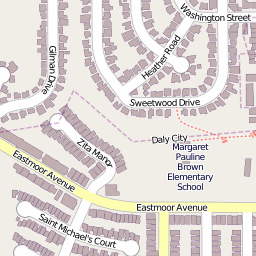 Washington Street
Gilman Drive
Heather Road
Sweetwood Drive
Daly City
Zita Manor
Margaret
Pauline
Brown
Elementary
School
Eastmoor Avenue
Eastmoor Avenue
Saint Michael's Court